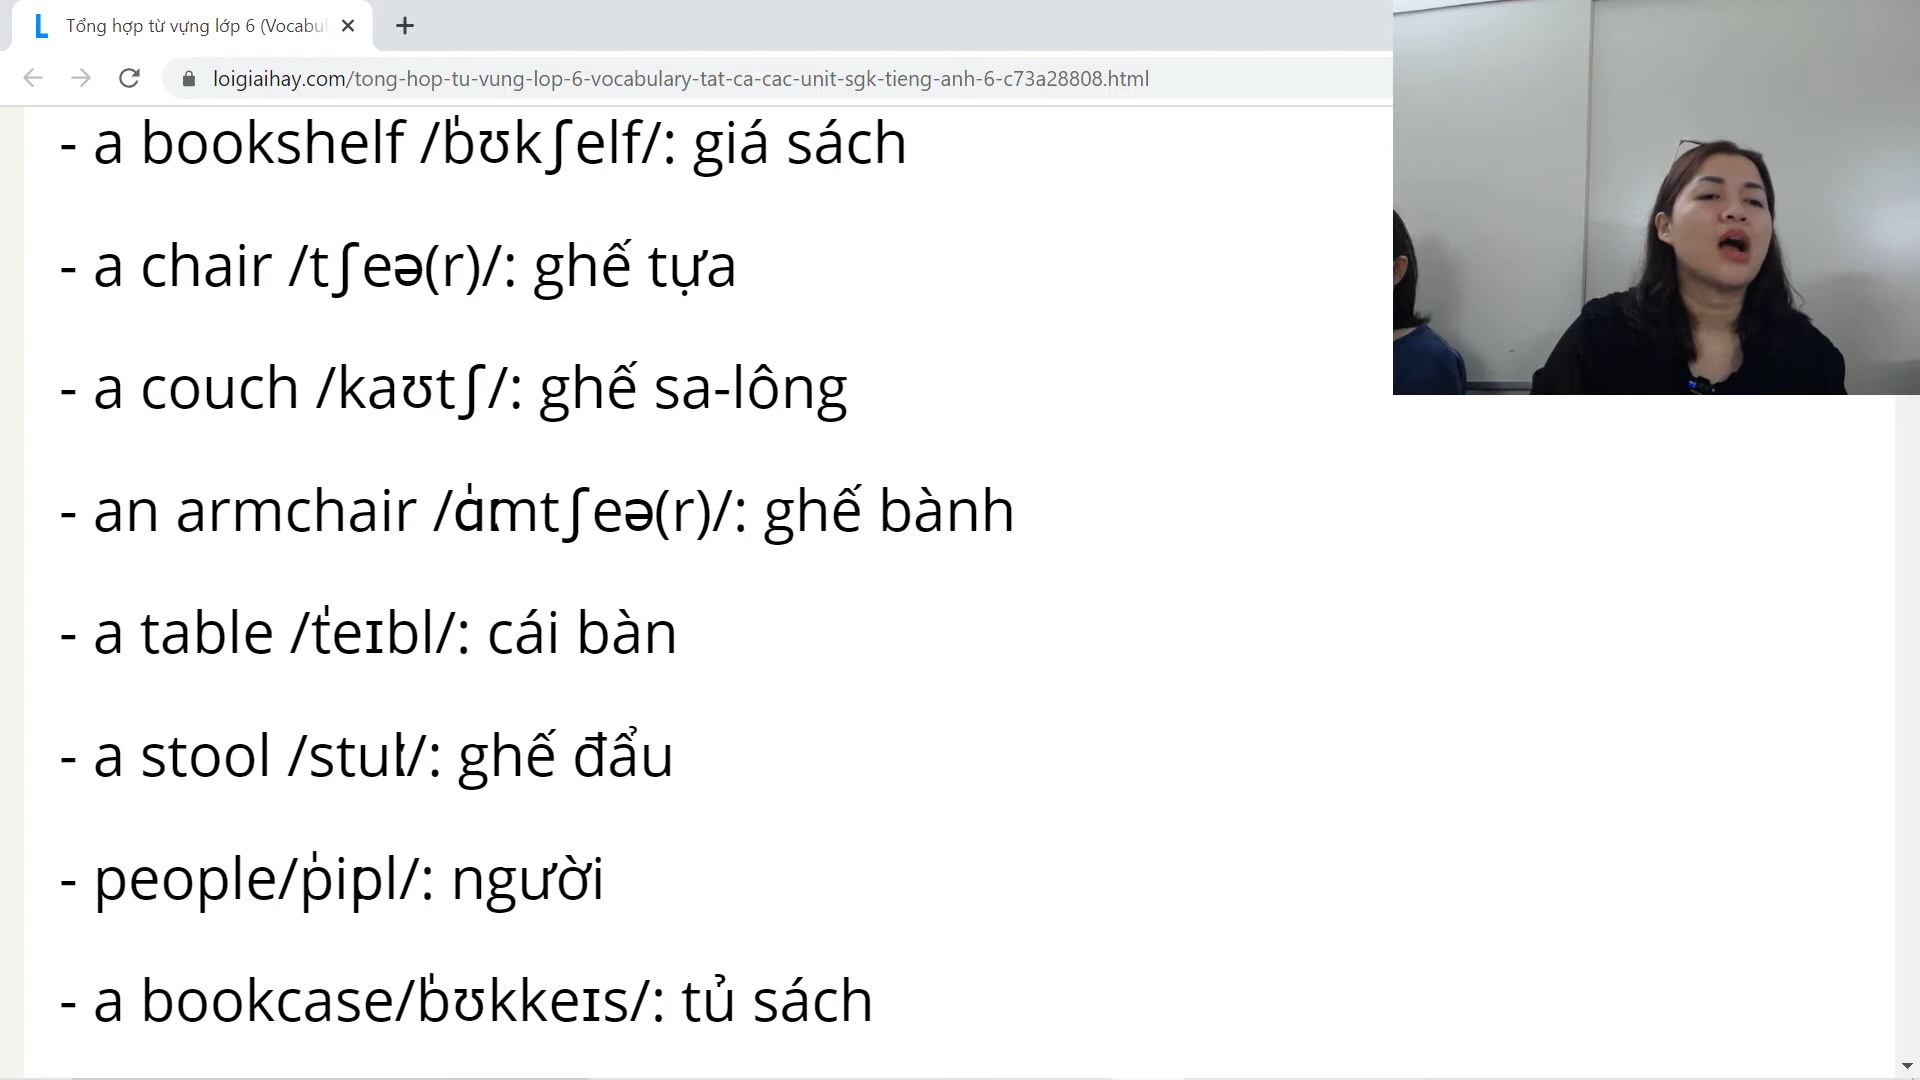 Tổng hợp từ vựng lớp 6 (Vocabul
loigiaihay.com/tong-hop-tu-vung-lop-6-vocabulary-tat-ca-cac-unit-sgk-tieng-anh-6-c73a28808.html
- a bookshelf /ˈbʊkʃelf/: giá sách
- a chair /tʃeə(r)/: ghế tựa
- a couch /kaʊtʃ/: ghế sa-lông
- an armchair /ˈɑːmtʃeə(r)/: ghế bành
- a table /ˈteɪbl/: cái bàn
- a stool /stuːl/: ghế đẩu
- people/ˈpiːpl/: người
- a bookcase/ˈbʊkkeɪs/: tủ sách